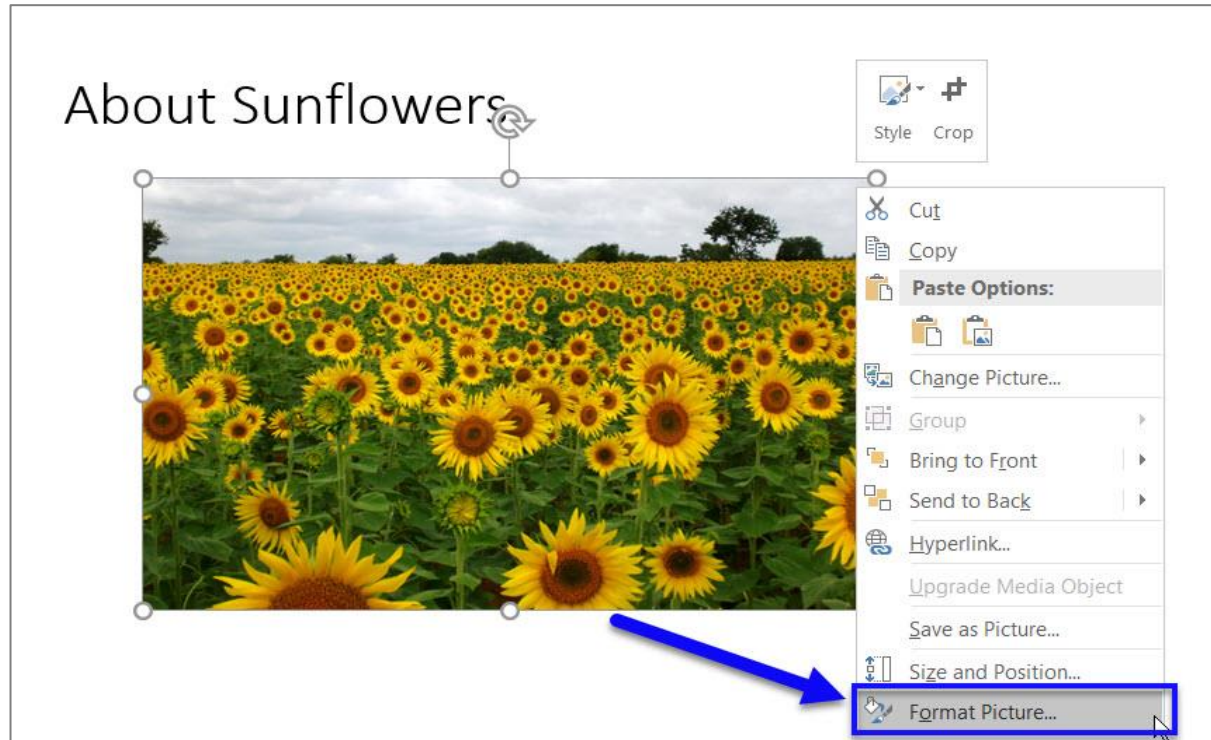 About Sunflowers
Style Crop
Cut
Copy
Paste Options:
Change Picture...
Group
Bring to Front
Send to Back
Hyperlink...
Upgrade Media Object
Save as Picture...
Size and Position...
Format Picture...